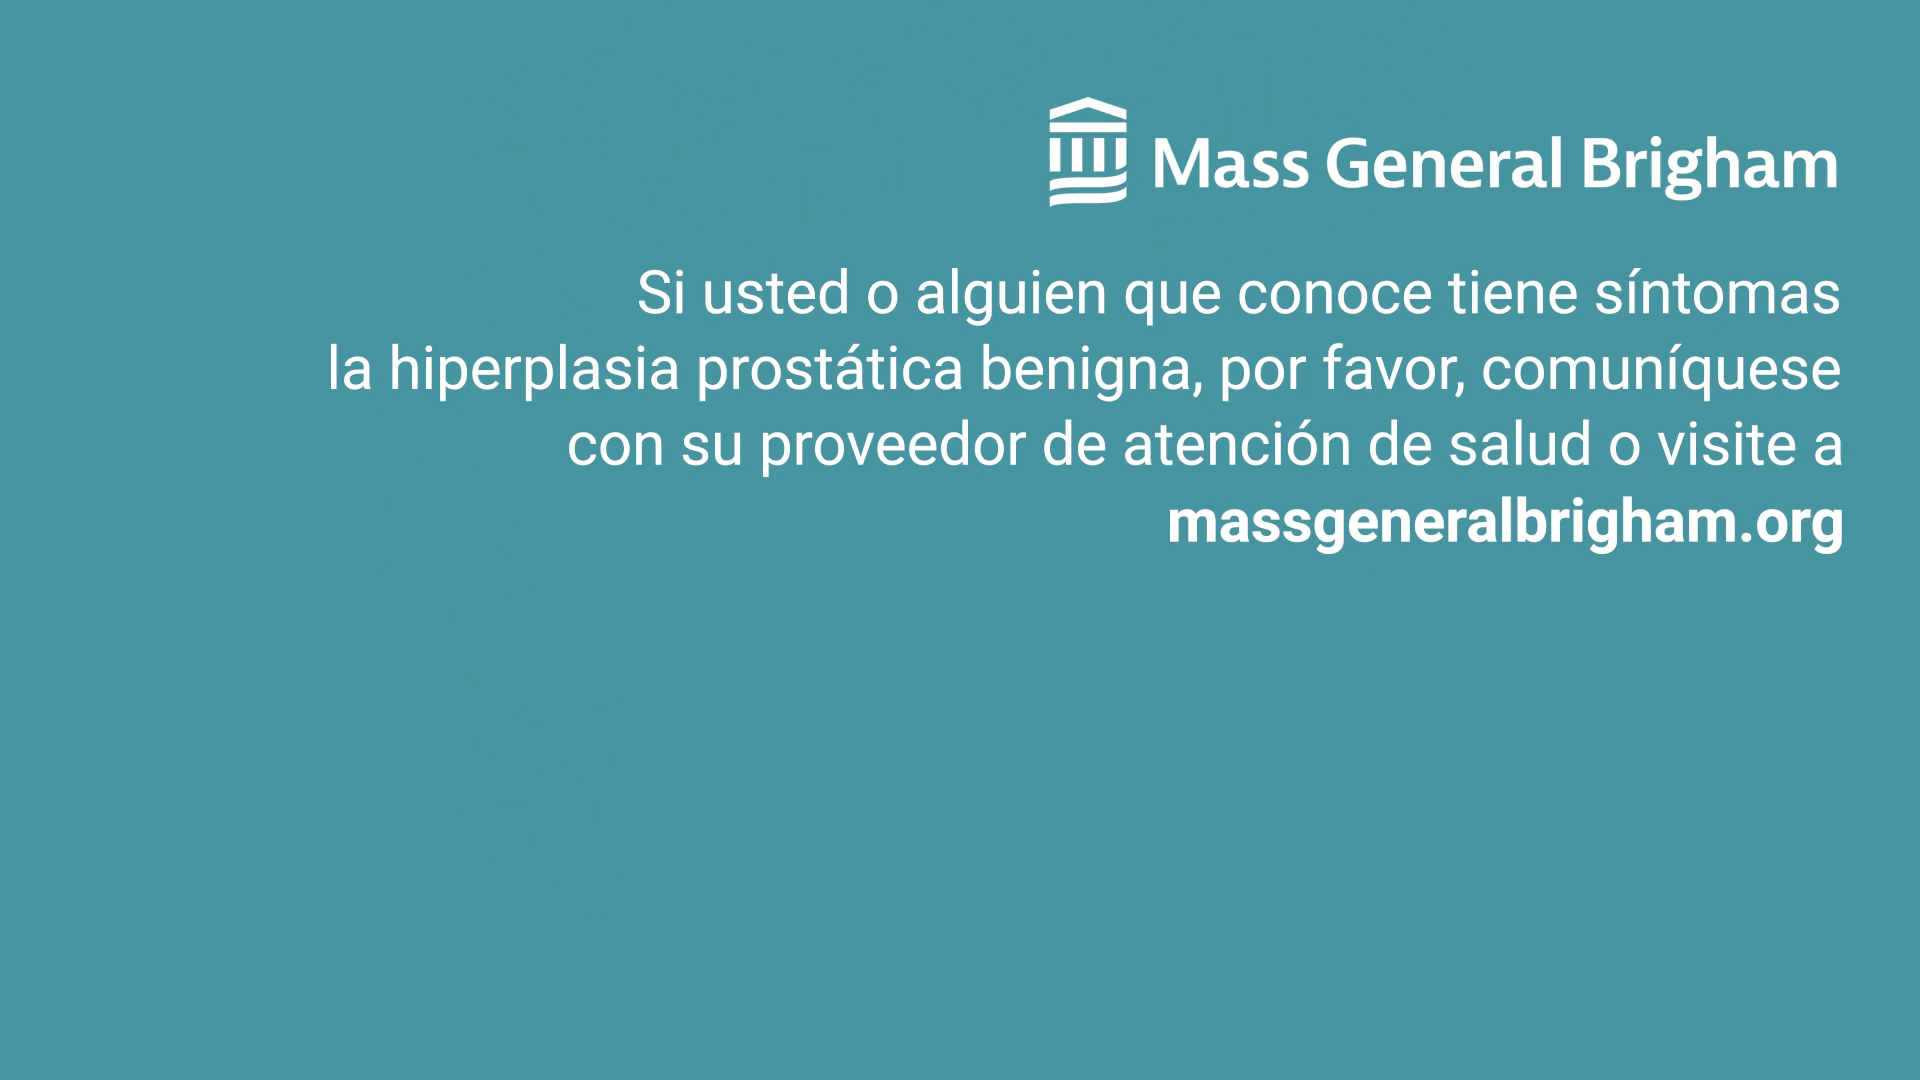 Mass General Brigham
Si usted o alguien que conoce tiene síntomas
la hiperplasia prostática benigna, por favor, comuníquese
con su proveedor de atención de salud o visite a
massgeneralbrigham.org